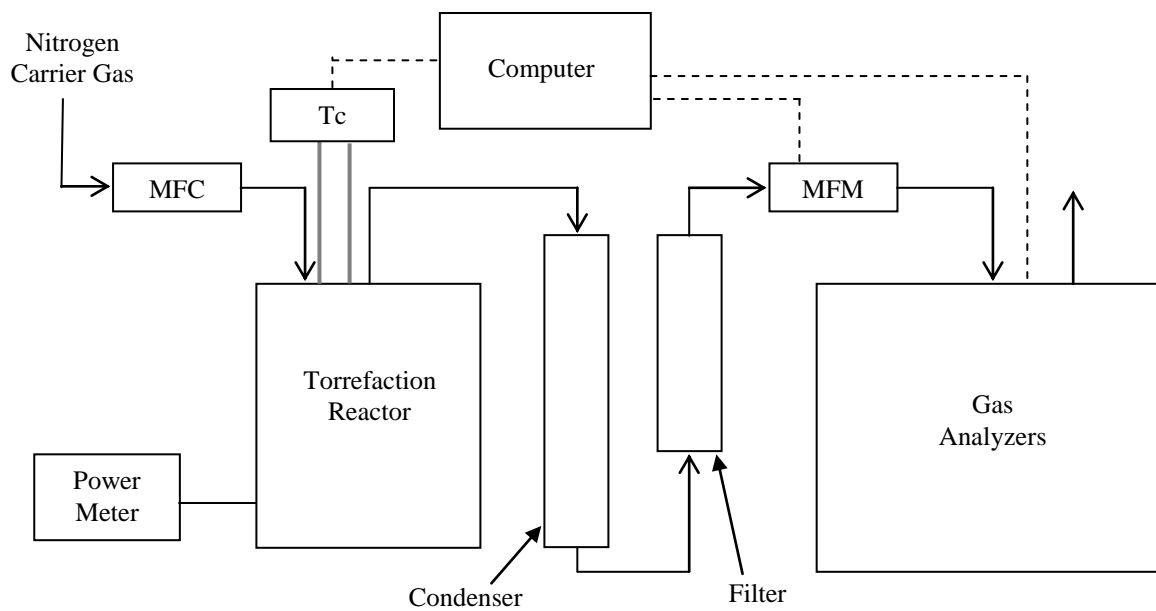 Nitrogen
Carrier Gas
Computer
Tc
MFC
MFM
Torrefaction
Reactor
Gas
Analyzers
Power
Meter
Condenser
Filter